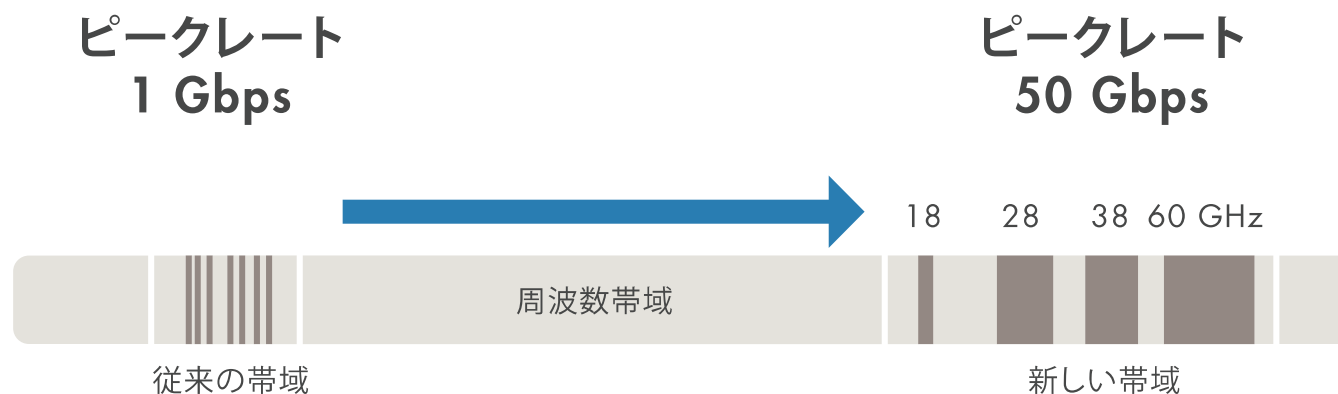 ピークレート
1 Gbps
ピークレート
50 Gbps
18 28 38 60 GHz
周波数帯域
従来の帯域
新しい帯域